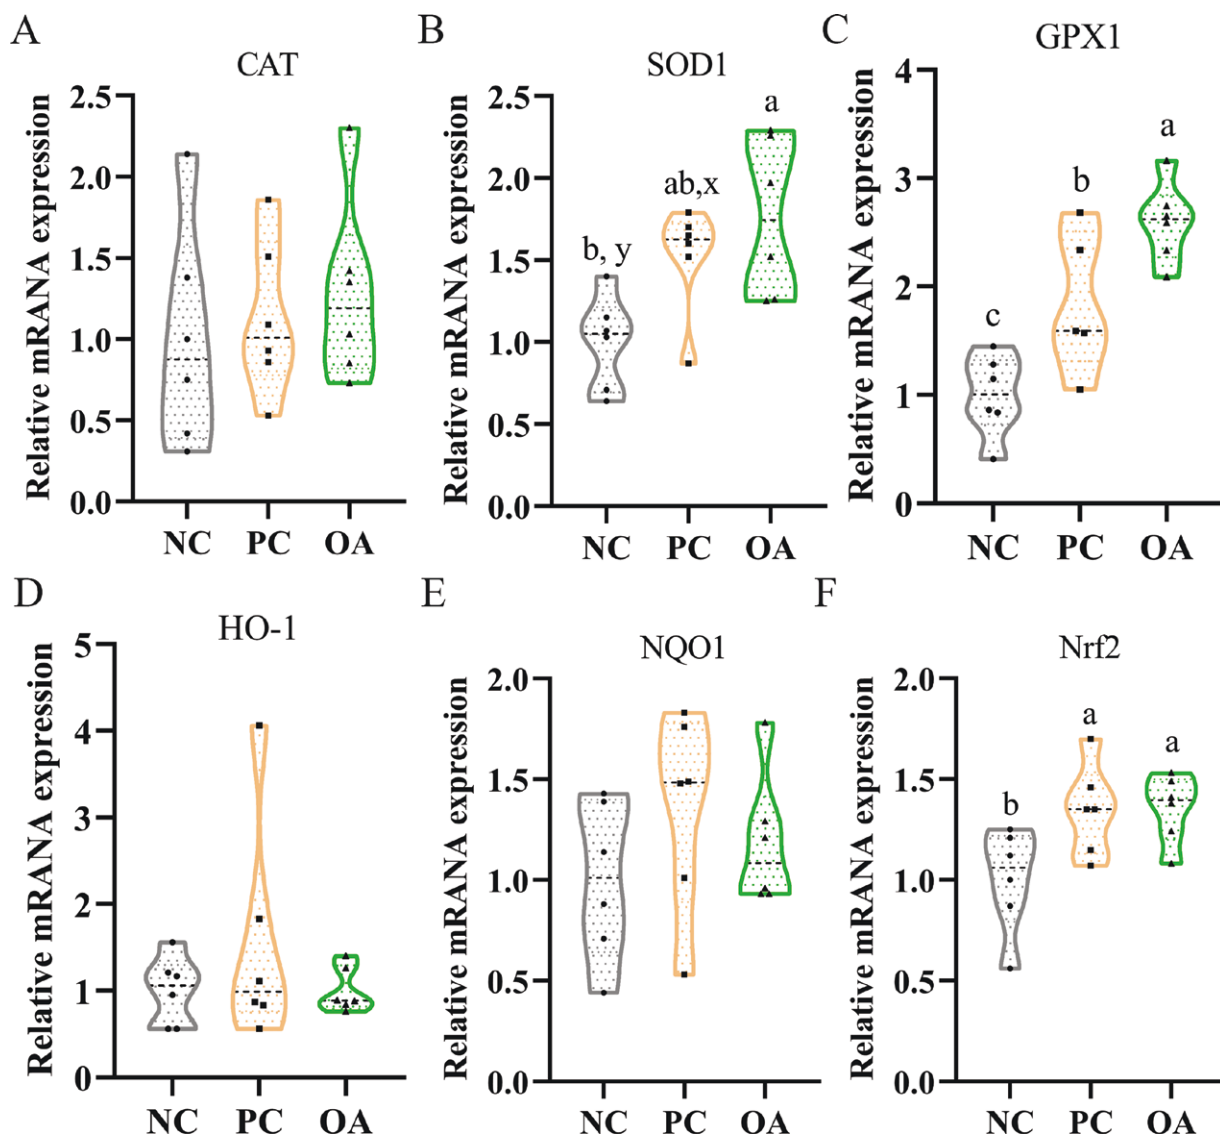 A
CAT
Relative mRANA expression
2.5
2.0
1.5
1.0
0.5
0.0
NC PC OA
B
SOD1
Relative mRANA expression
2.5
2.0
1.5
1.0
0.5
0.0
b, y
ab,x
a
NC PC OA
C
GPX1
Relative mRANA expression
4
3
2
1
0
c
b
a
NC PC OA
D
HO-1
Relative mRANA expression
5
4
3
2
1
0
NC PC OA
E
NQO1
Relative mRANA expression
2.0
1.5
1.0
0.5
0.0
NC PC OA
F
Nrf2
Relative mRANA expression
2.0
1.5
1.0
0.5
0.0
b
a
a
NC PC OA